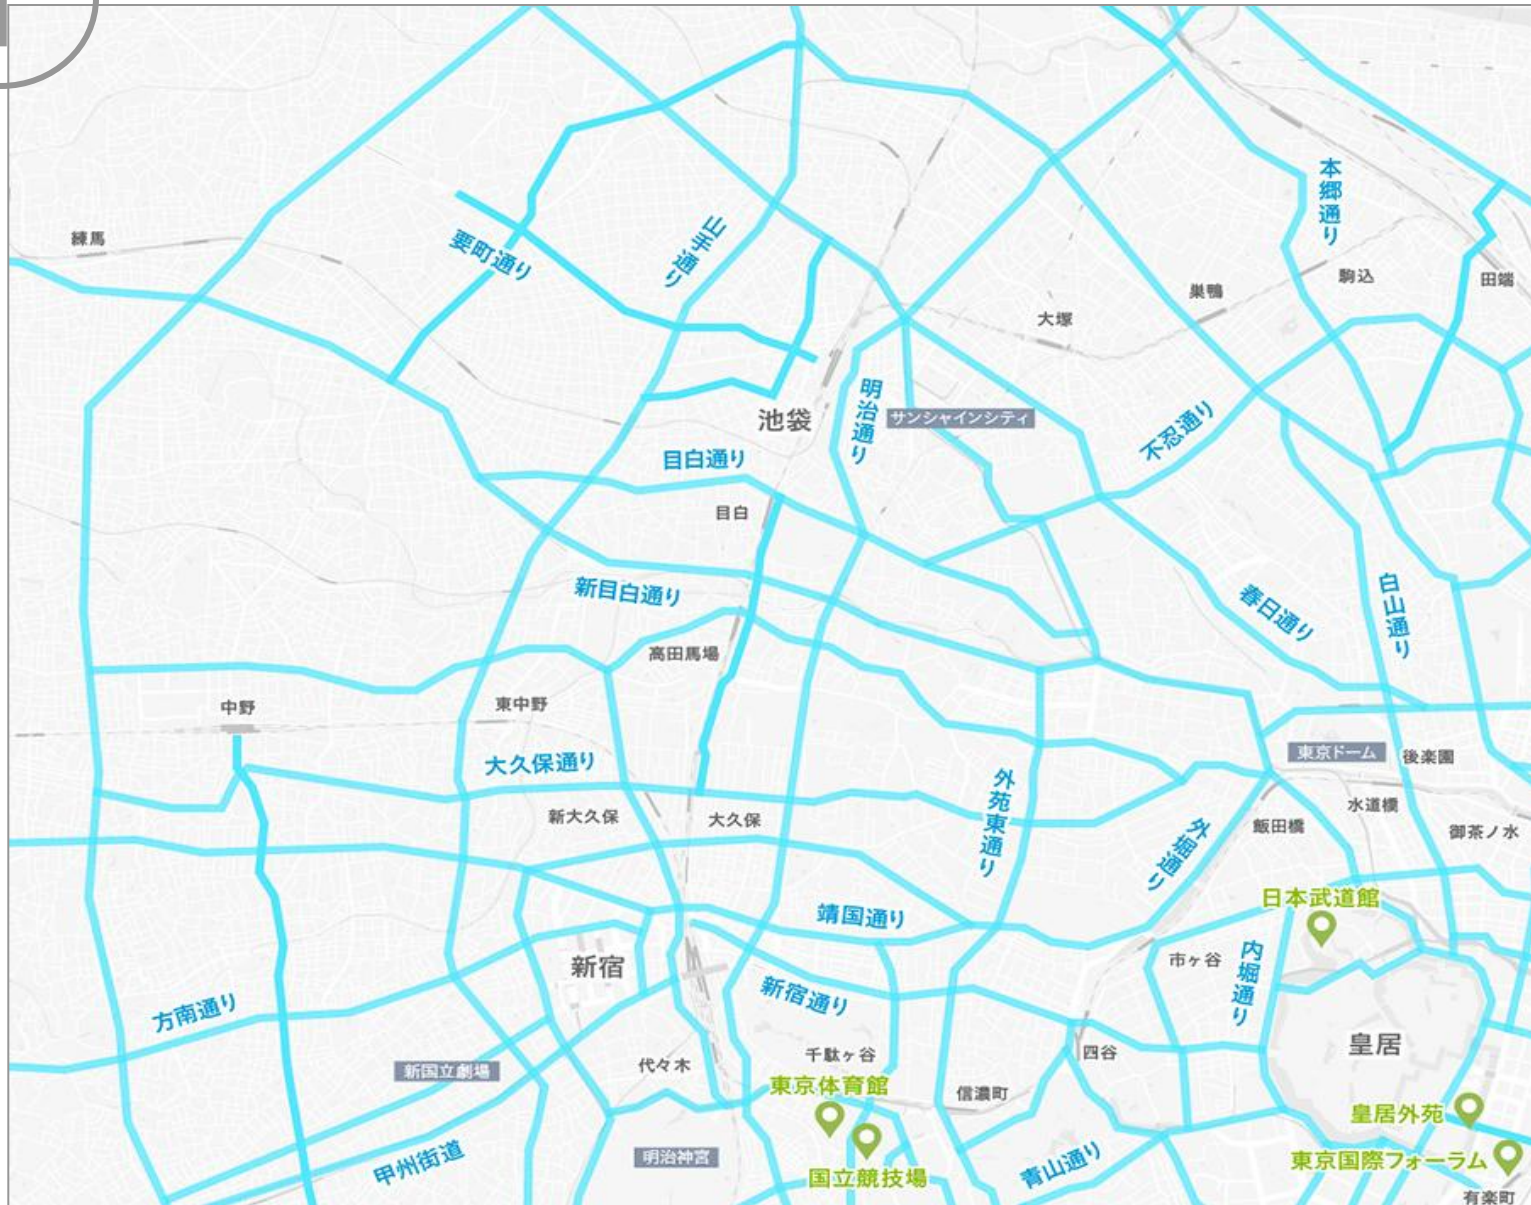 本郷通り
山手通り
練馬
要町通り
駒込
田端
巣鴨
大塚
明治通り
池袋
サンシャインシティ
不忍通り
目白通り
目白
新目白通り
春日通り
白山通り
高田馬場
中野
東中野
大久保通り
東京ドーム
後楽園
外苑東通り
水道橋
新大久保
大久保
飯田橋
御茶ノ水
外堀通り
日本武道館
靖国通り
新宿
市ヶ谷
内堀通り
新宿通り
方南通り
皇居
四谷
千駄ヶ谷
代々木
新国立劇場
東京体育館
信濃町
皇居外苑
甲州街道
明治神宮
青山通り
東京国際フォーラム
国立競技場
有楽町